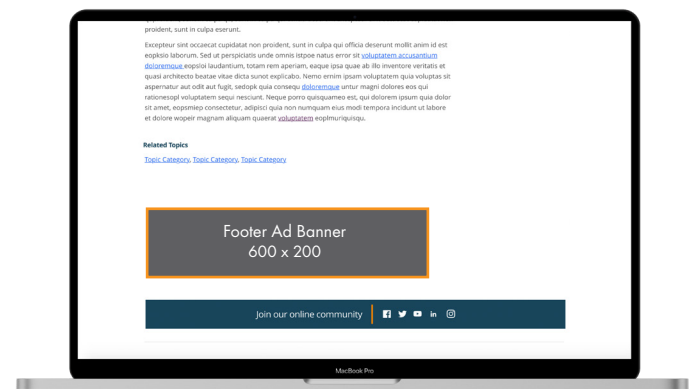 proident, sunt in culpa eserunt.
Excepteur sint occaecat cupidatat non proident, sunt in culpa qui officia deserunt mollit anim id est
eopksio laborum. Sed ut perspiciatis unde omnis istpoe natus error sit voluptatem accusantium
doloremque eopsloi laudantium, totam rem aperiam, eaque ipsa quae ab illo inventore veritatis et
quasi architecto beatae vitae dicta sunot explicabo. Nemo ernim ipsam voluptatem quia voluptas sit
aspernatur aut odit aut fugit, sedopk quia consequ doloremque untur magni dolores eos qui
rationesopl voluptatem sequi nesciunt. Neque porro quisquameo est, qui dolorem ipsum quia dolor
sit amet, eopsmiep consectetur, adipisci quia non numquam eius modi tempora incidunt ut labore
et dolore wopeir magnam aliquam quaerat voluptatem eoplmuriquisqu.
Related Topics
Topic Category, Topic Category, Topic Category
Footer Ad Banner
600 x 200
Join our online community
in
MacBook Pro